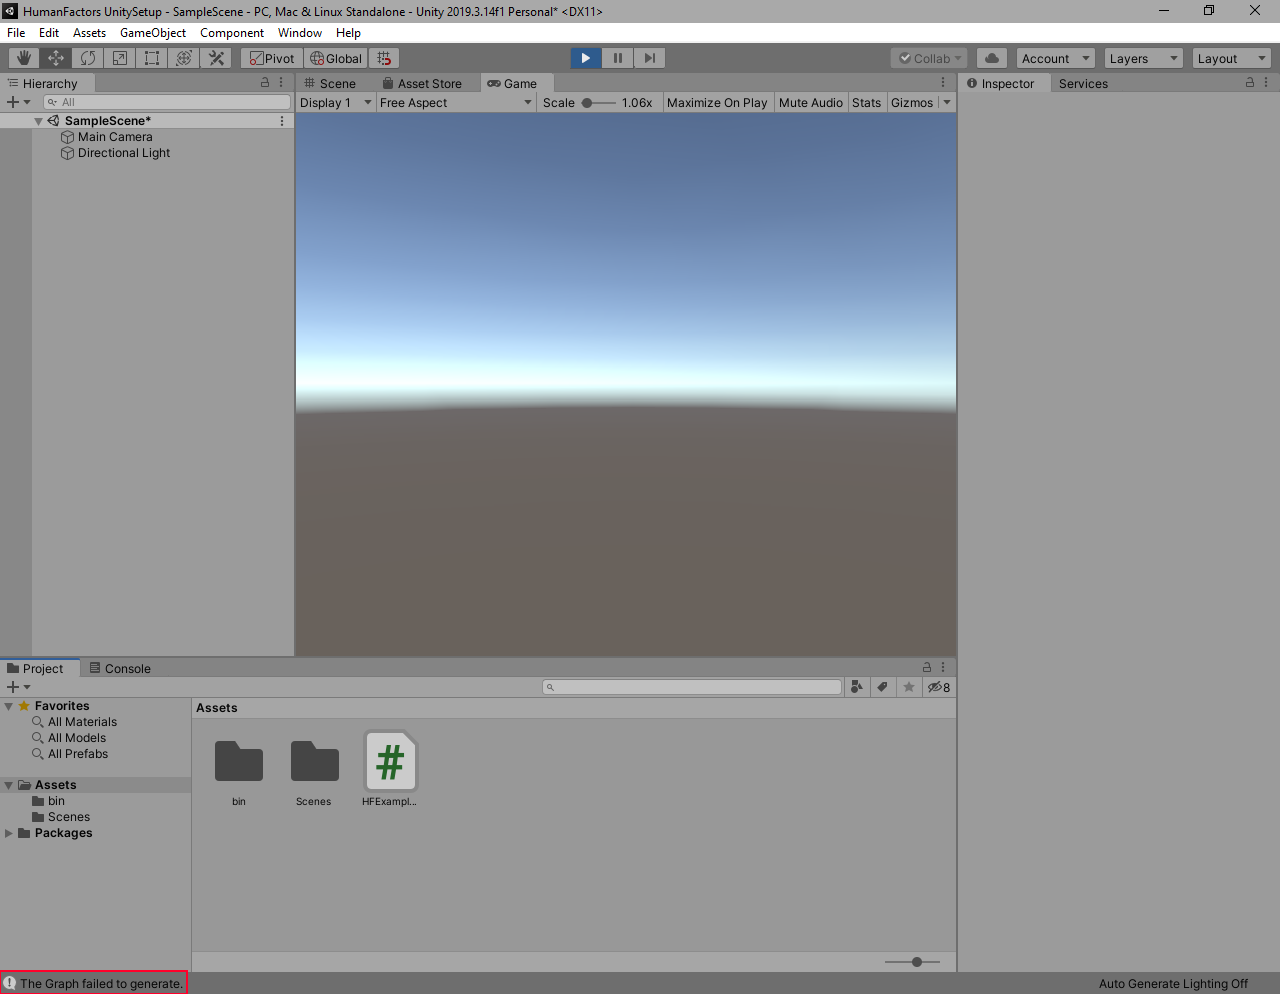 HumanFactors UnitySetup - SampleScene - PC, Mac & Linux Standalone - Unity 2019.3.14f1 Personal* <DX11>
File Edit Assets GameObject Component Window Help
Pivot Global Collab Account Layers Layout
Hierarchy
All
SampleScene*
Main Camera
Directional Light
Scene Asset Store Game
Display 1 Free Aspect Scale 1.06x Maximize On Play Mute Audio Stats Gizmos
Inspector Services
Project Console
8
Favorites
All Materials
All Models
All Prefabs
Assets
bin
Scenes
Packages
Assets
bin Scenes HFExampl...
The Graph failed to generate.
Auto Generate Lighting Off